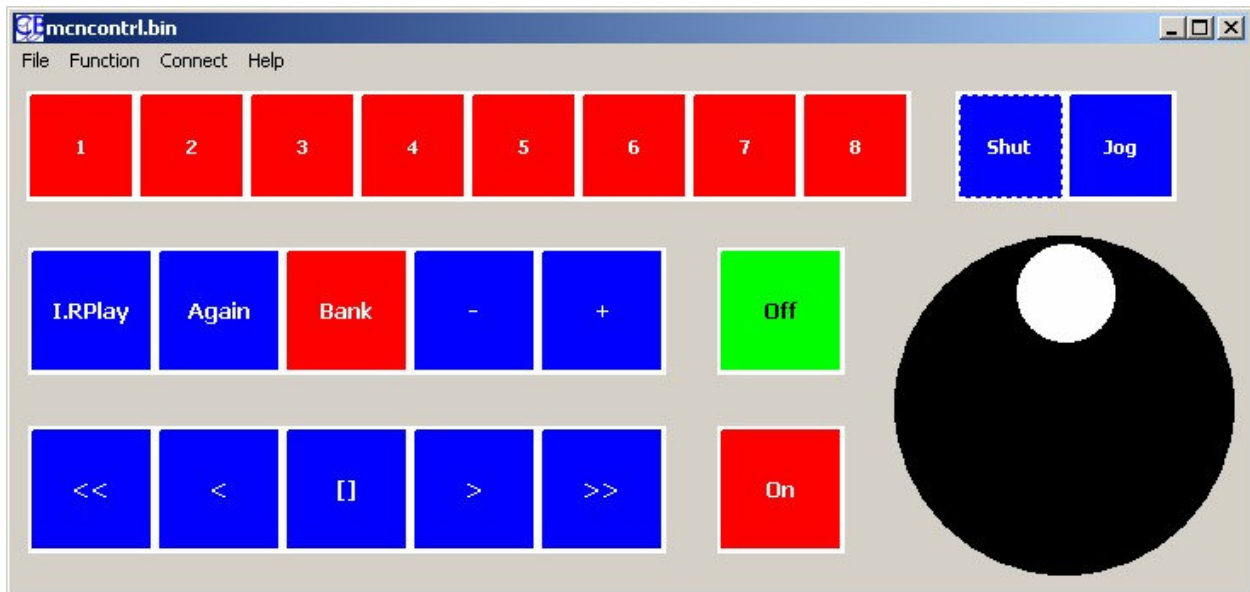 mcncontrl.bin
File Function Connect Help
1 2 3 4 5 6 7 8 Shut Jog
I.RPlay Again Bank - + Off
<< < [] > >> On